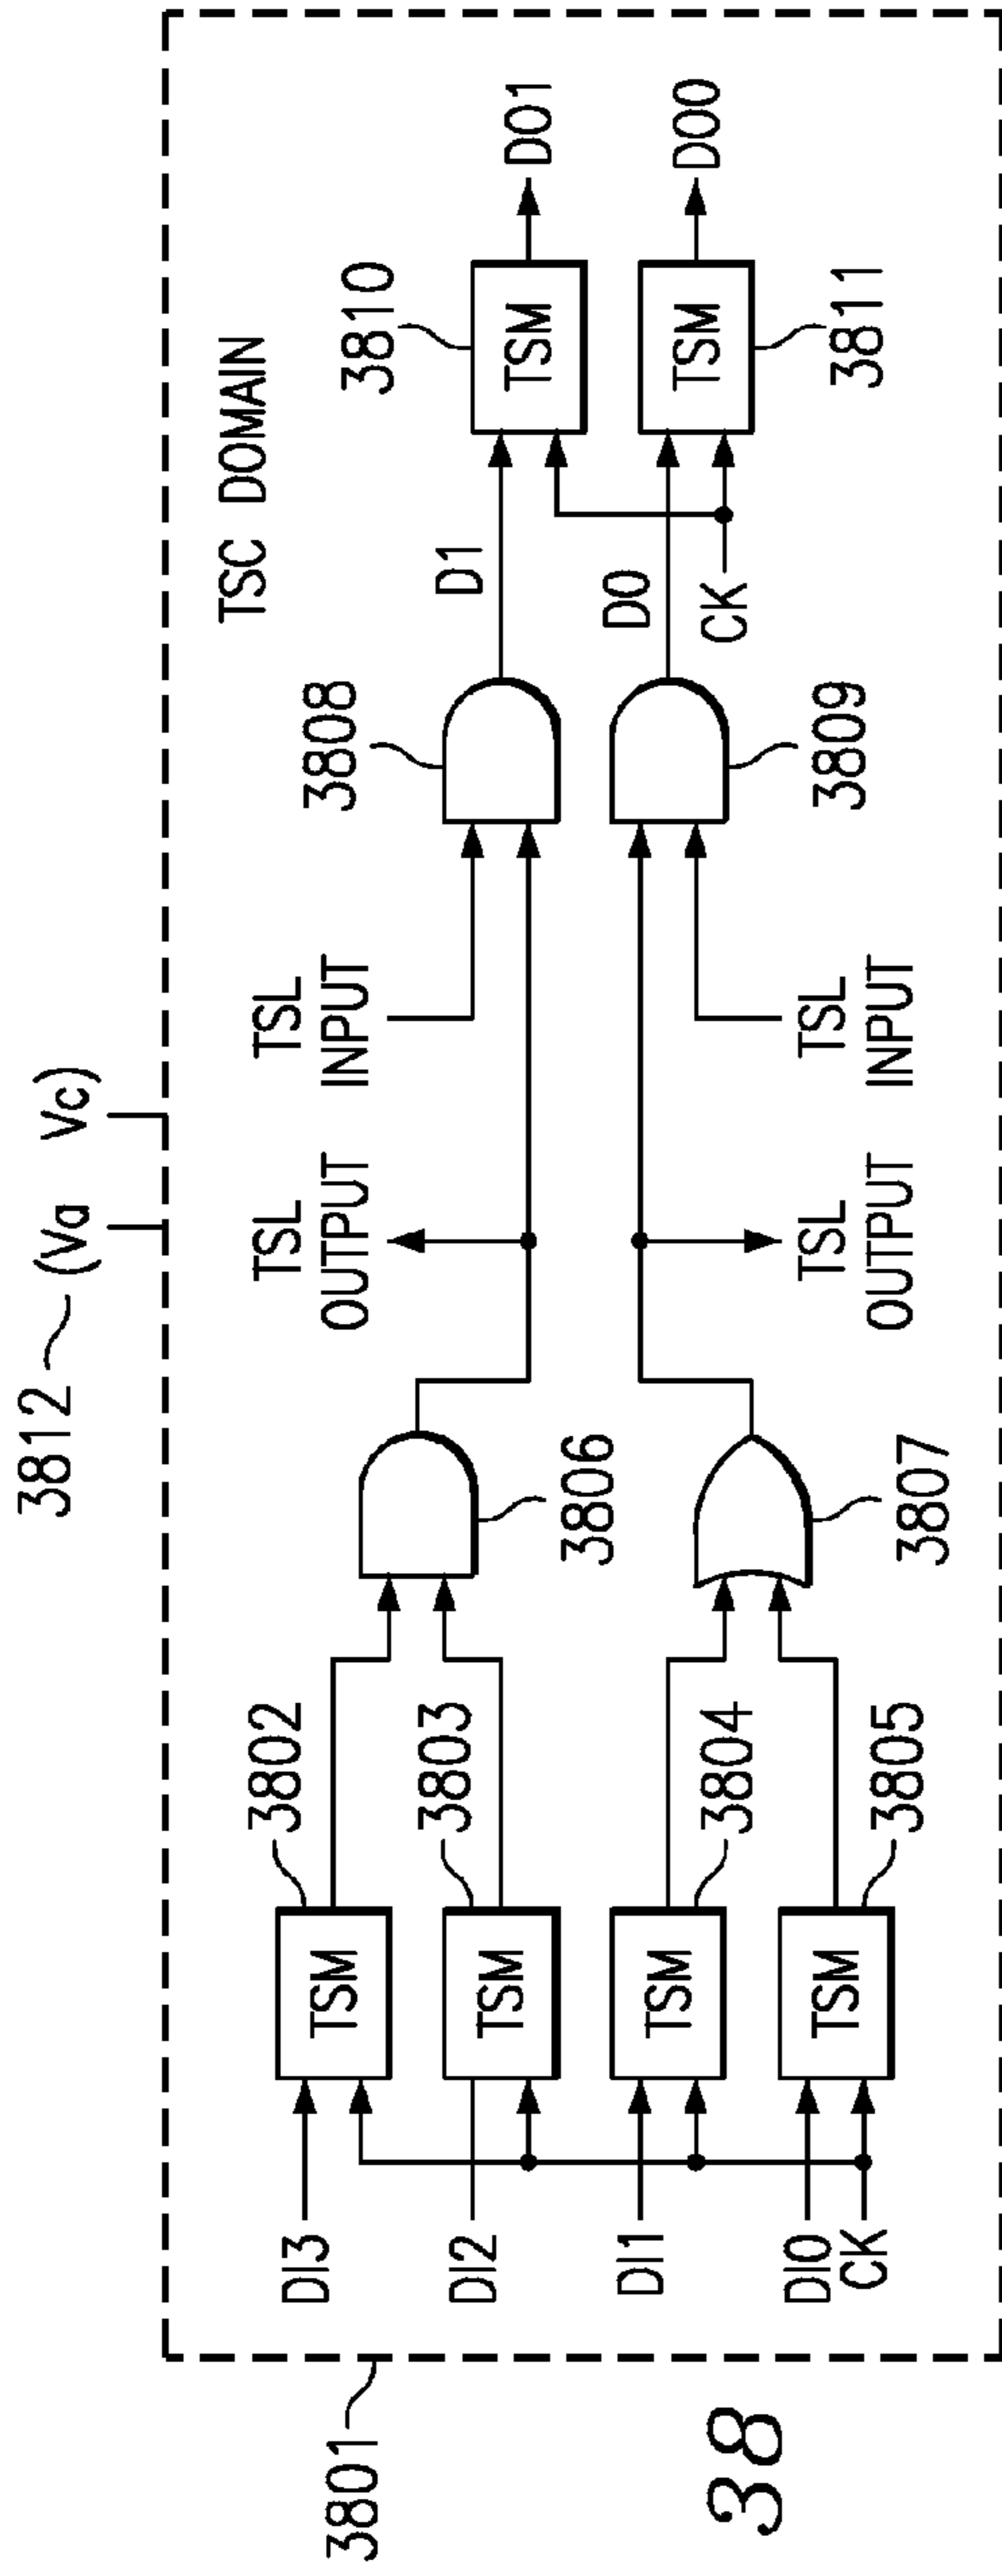 3812 (Va Vc)
3801
TSC DOMAIN
DI3
DI2
DI1
DI0
CK
TSM
3802
TSM
3803
TSM
3804
TSM
3805
3806
3807
TSL
OUTPUT
TSL
OUTPUT
TSL
INPUT
TSL
INPUT
3808
3809
D1
D0
CK
3810
TSM
TSM
3811
DO1
DO0
38